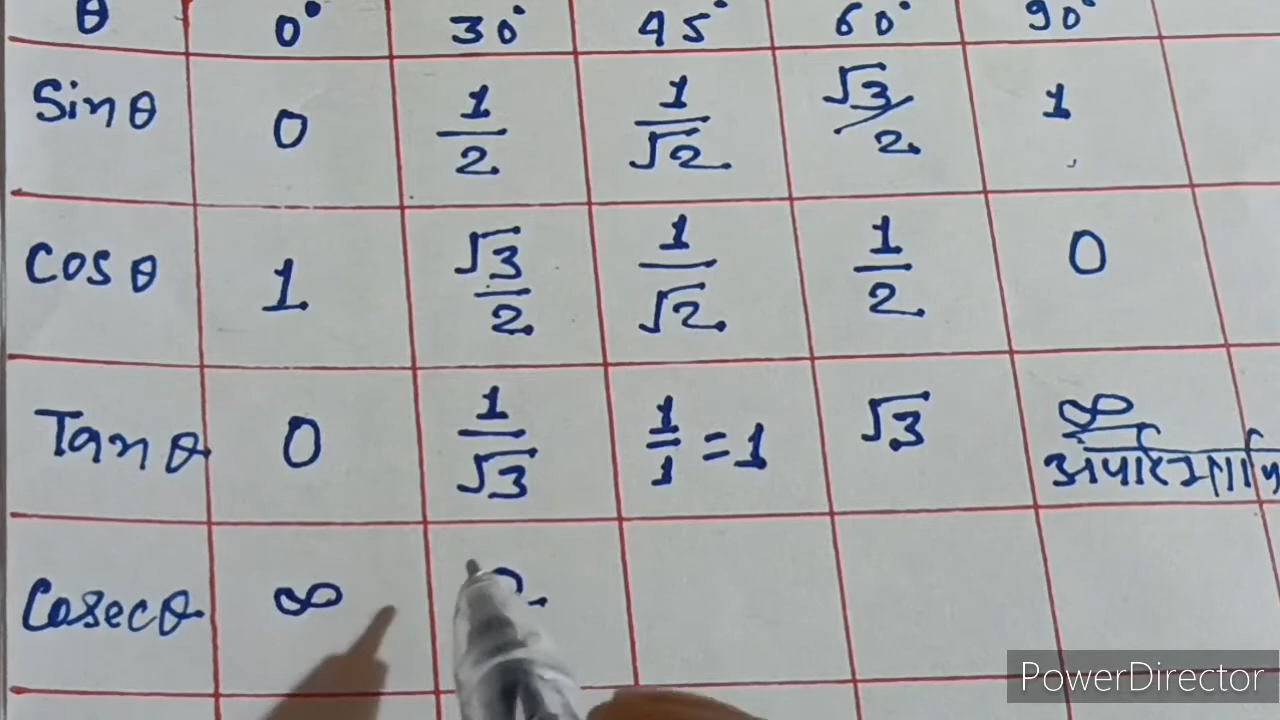 θ 0° 30° 45° 60° 90°
Sinθ 0 1/2 1/√2 √3/2 1
Cosθ 1 √3/2 1/√2 1/2 0
Tanθ 0 1/√3 1/1=1 √3 ∞
Cosecθ ∞
PowerDirector